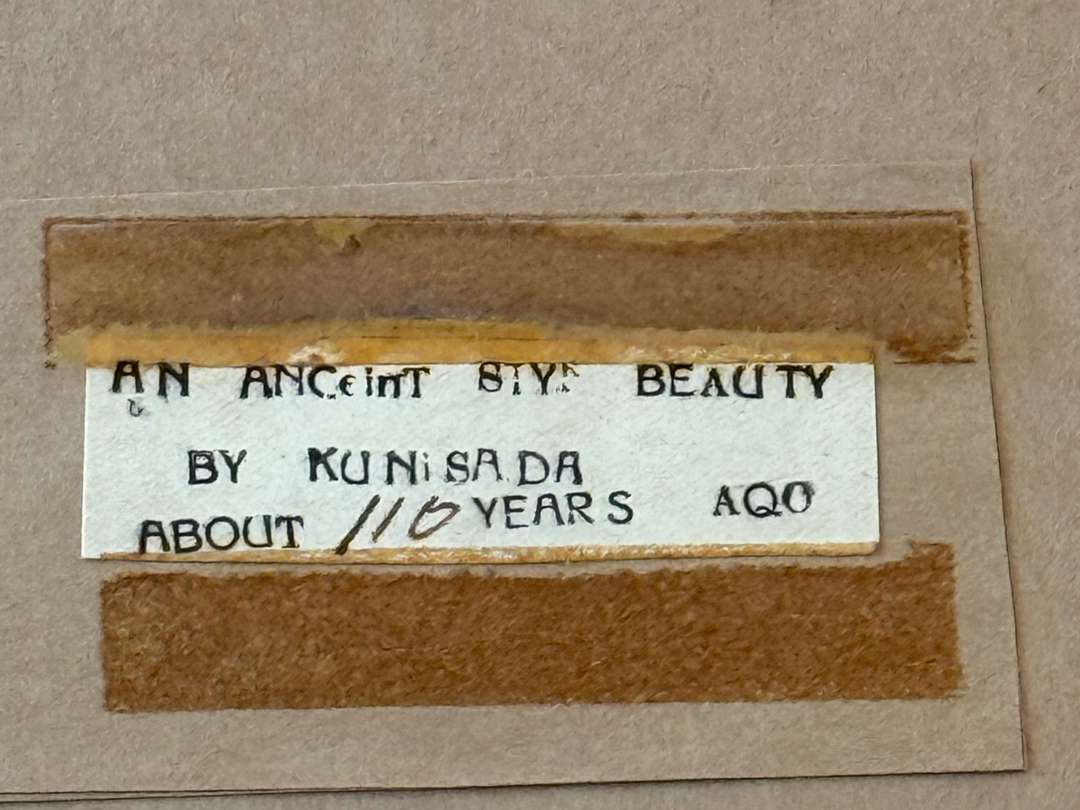 AN ANCeinT STYE BEAUTY
BY KUNiSADA
ABOUT 110 YEARS AQO